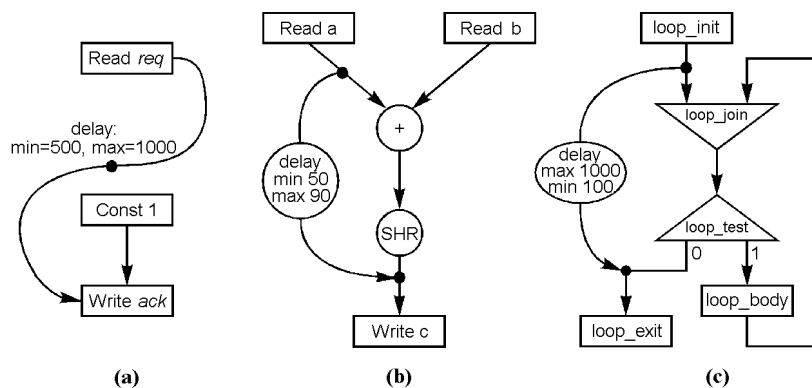 Read req
delay:
min=500, max=1000
Const 1
Write ack
(a)
Read a
Read b
+
delay
min 50
max 90
SHR
Write c
(b)
loop_init
loop_join
delay
max 1000
min 100
loop_test
0
1
loop_exit
loop_body
(c)